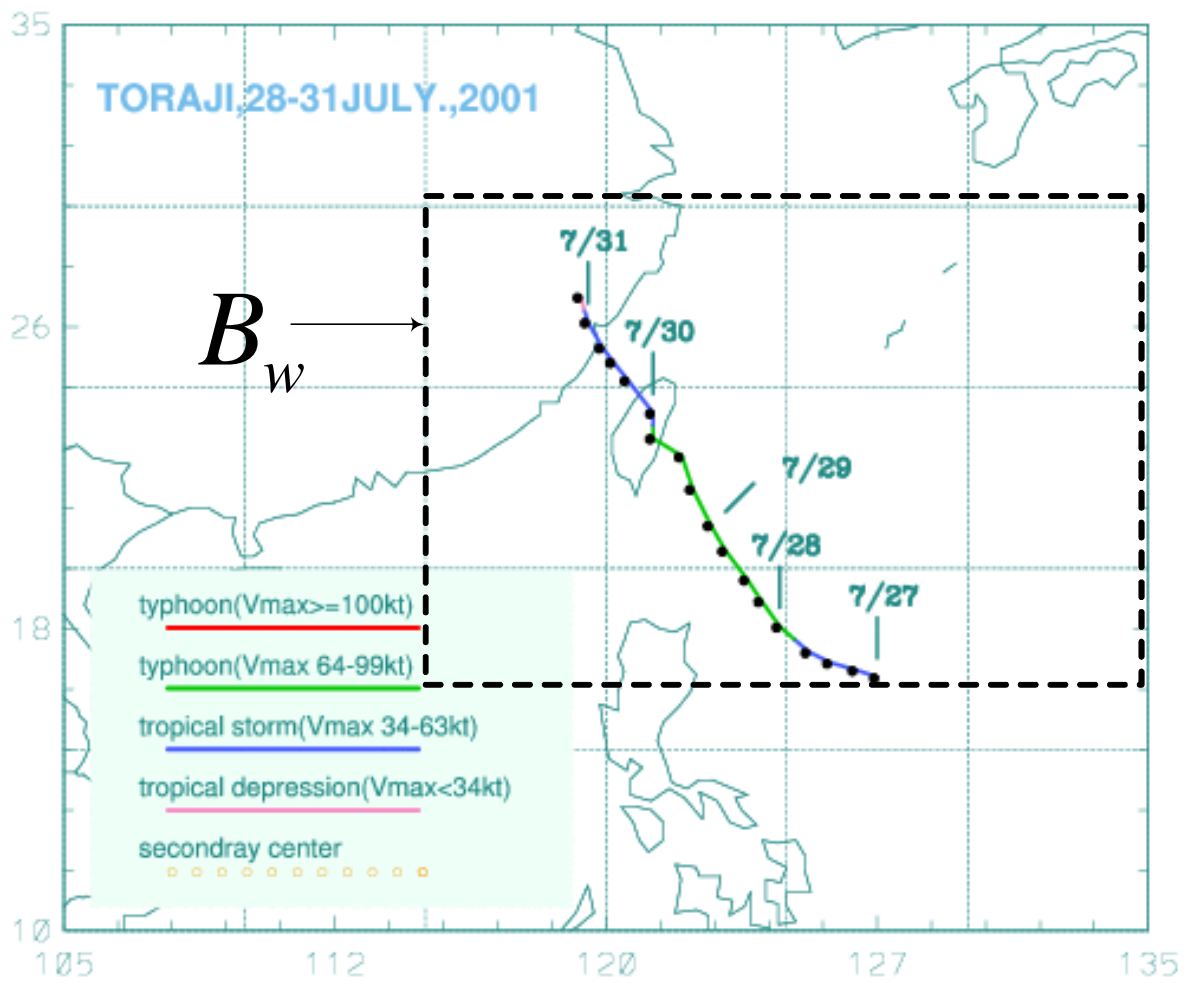 35
TORAJI,28-31JULY.,2001
7/31
B_w
26
7/30
7/29
7/28
7/27
typhoon(Vmax>=100kt)
18
typhoon(Vmax 64-99kt)
tropical storm(Vmax 34-63kt)
tropical depression(Vmax<34kt)
secondray center
10
105 112 120 127 135